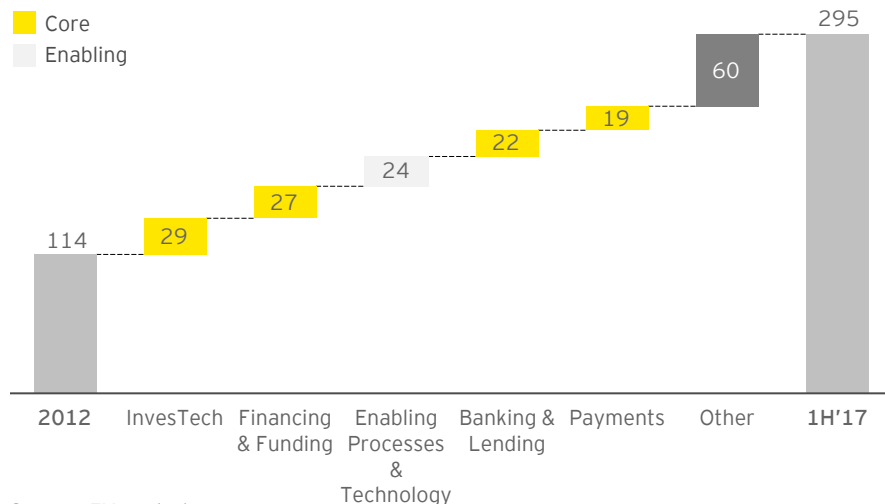 Core
Enabling
295
60
19
22
24
27
29
114
2012
InvesTech
Financing
& Funding
Enabling
Processes
&
Technology
Banking &
Lending
Payments
Other
1H'17